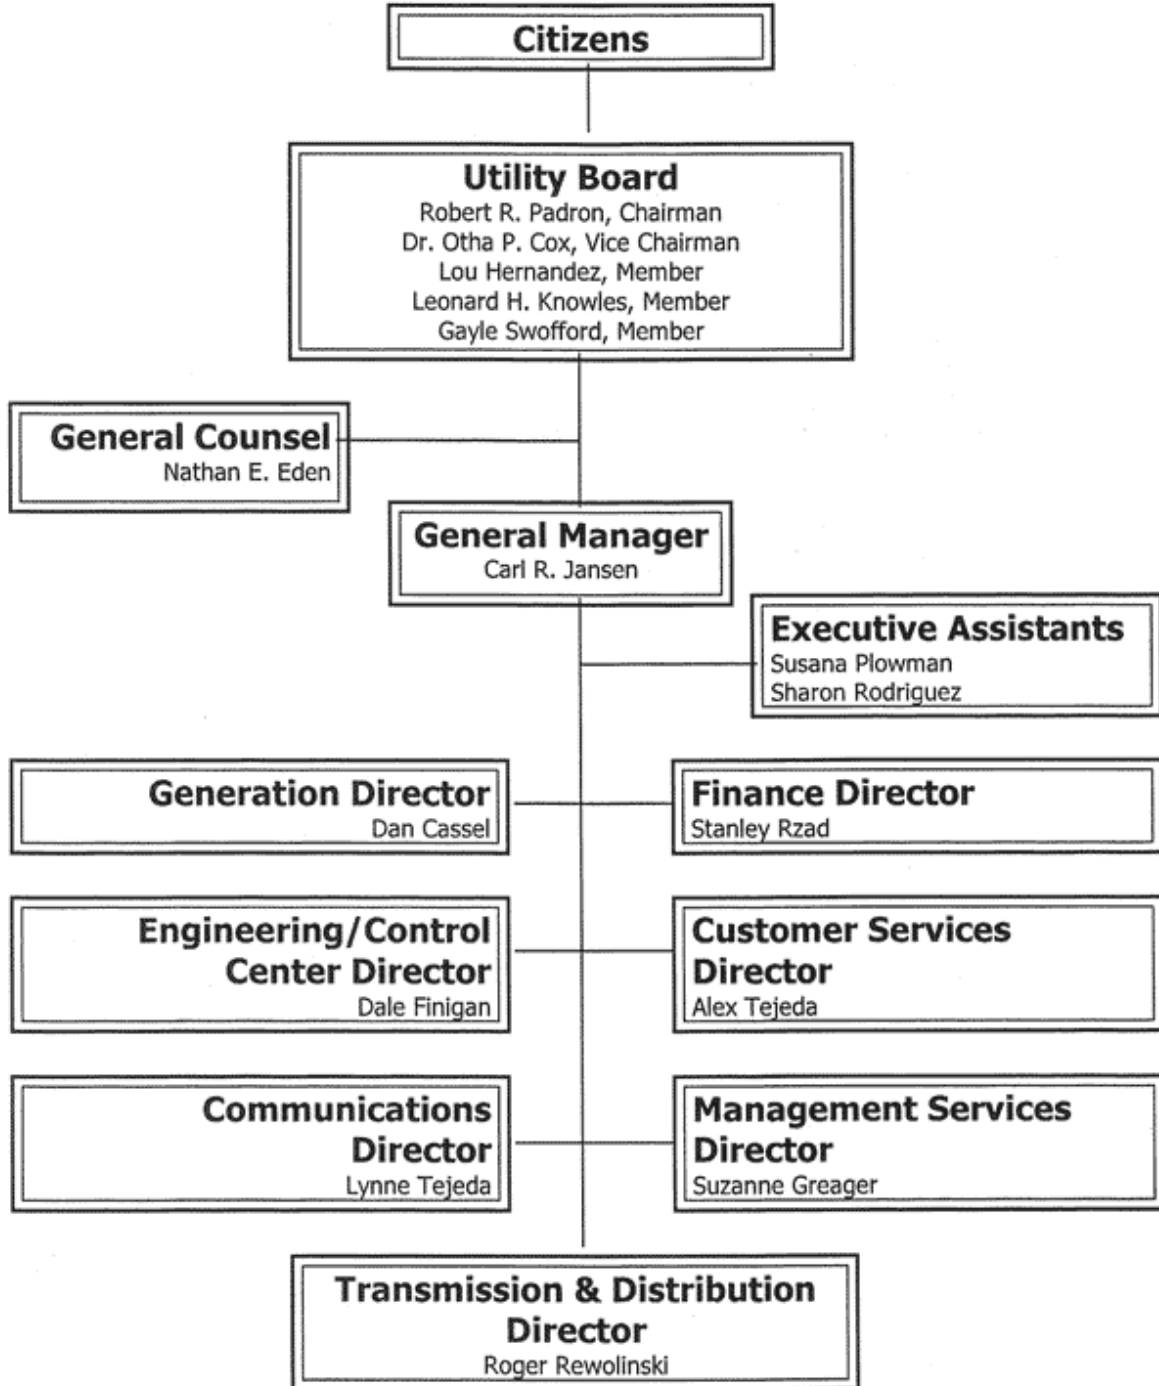 Citizens
Utility Board
Robert R. Padron, Chairman
Dr. Otha P. Cox, Vice Chairman
Lou Hernandez, Member
Leonard H. Knowles, Member
Gayle Swofford, Member
General Counsel
Nathan E. Eden
General Manager
Carl R. Jansen
Executive Assistants
Susana Plowman
Sharon Rodriguez
Generation Director
Dan Cassel
Finance Director
Stanley Rzad
Engineering/Control
Center Director
Dale Finigan
Customer Services
Director
Alex Tejeda
Communications
Director
Lynne Tejeda
Management Services
Director
Suzanne Greager
Transmission & Distribution
Director
Roger Rewolinski